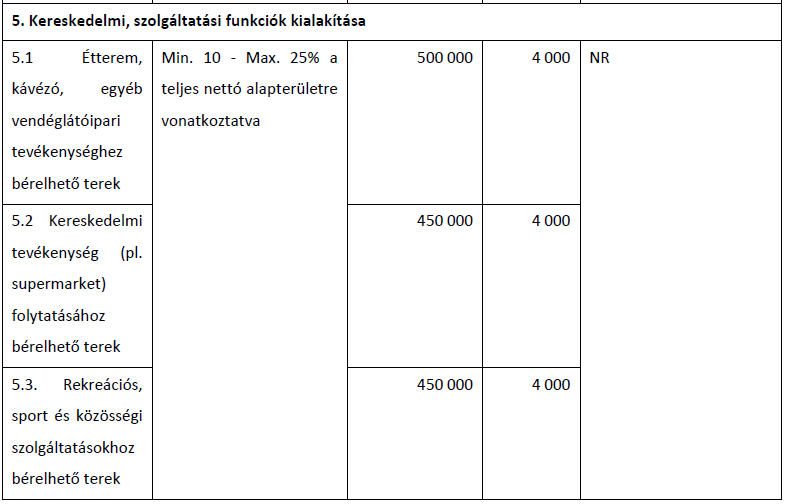 5. Kereskedelmi, szolgáltatási funkciók kialakítása
5.1 Étterem,
kávézó, egyéb
vendéglátóipari
tevékenységhez
bérelhető terek
Min. 10 - Max. 25% a
teljes nettó alapterületre
vonatkoztatva
500 000
4 000
NR
5.2 Kereskedelmi
tevékenység (pl.
supermarket)
folytatásához
bérelhető terek
450 000
4 000
5.3. Rekreációs,
sport és közösségi
szolgáltatásokhoz
bérelhető terek
450 000
4 000